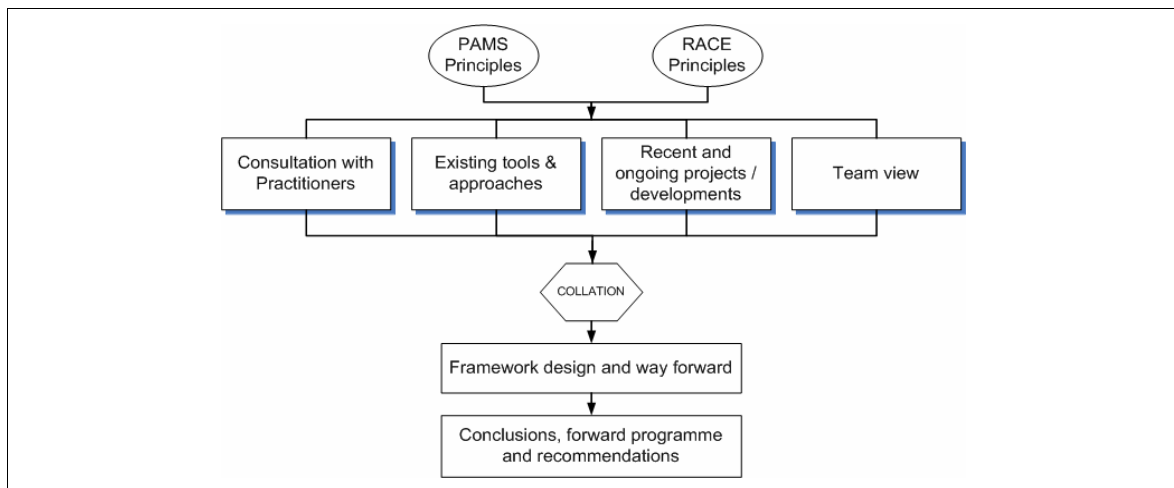 PAMS
Principles
RACE
Principles
Consultation with
Practitioners
Existing tools &
approaches
Recent and
ongoing projects /
developments
Team view
COLLATION
Framework design and way forward
Conclusions, forward programme
and recommendations